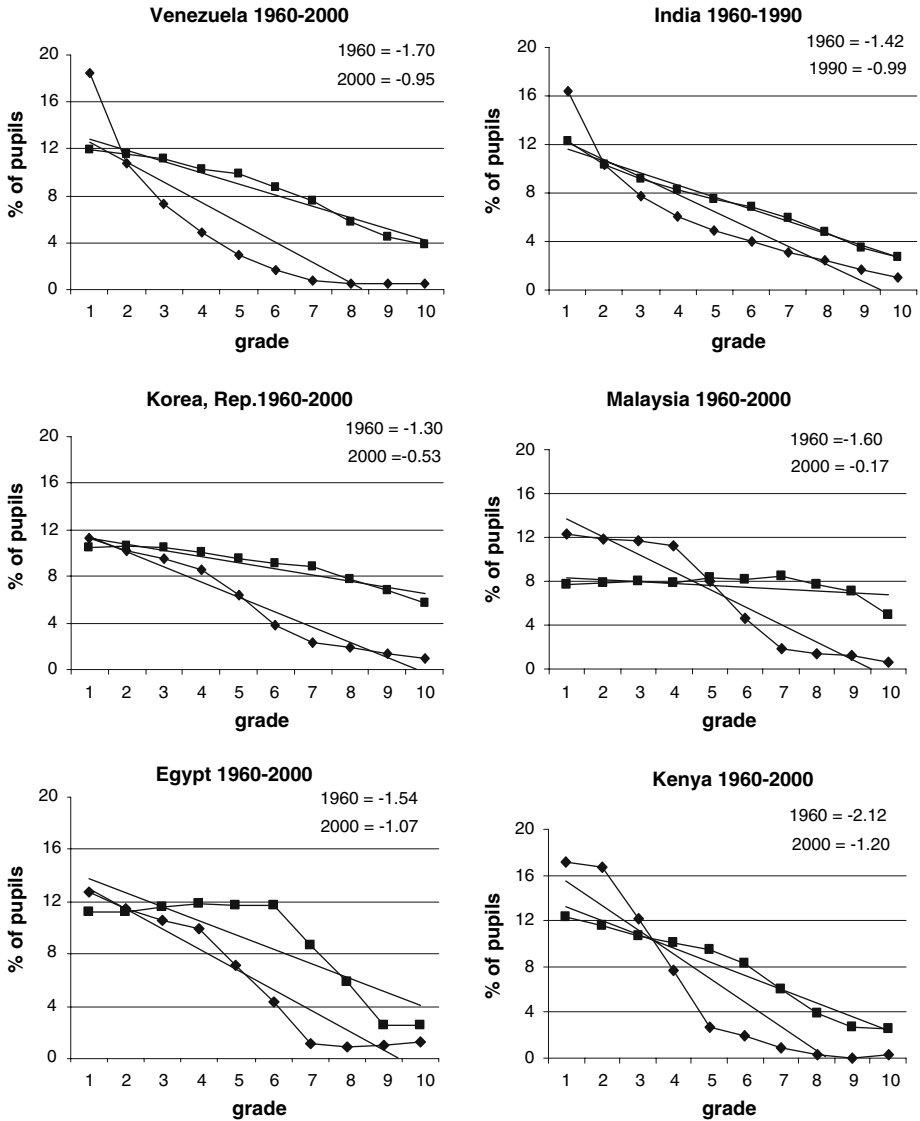 Venezuela 1960-2000
1960 = -1.70
2000 = -0.95
% of pupils
20
16
12
8
4
0
1 2 3 4 5 6 7 8 9 10
grade
India 1960-1990
1960 = -1.42
1990 = -0.99
% of pupils
20
16
12
8
4
0
1 2 3 4 5 6 7 8 9 10
grade
Korea, Rep.1960-2000
1960 = -1.30
2000 =-0.53
% of pupils
20
16
12
8
4
0
1 2 3 4 5 6 7 8 9 10
grade
Malaysia 1960-2000
1960 =-1.60
2000 = -0.17
% of pupils
20
16
12
8
4
0
1 2 3 4 5 6 7 8 9 10
grade
Egypt 1960-2000
1960 = -1.54
2000 = -1.07
% of pupils
20
16
12
8
4
0
1 2 3 4 5 6 7 8 9 10
grade
Kenya 1960-2000
1960 = -2.12
2000 = -1.20
% of pupils
20
16
12
8
4
0
1 2 3 4 5 6 7 8 9 10
grade